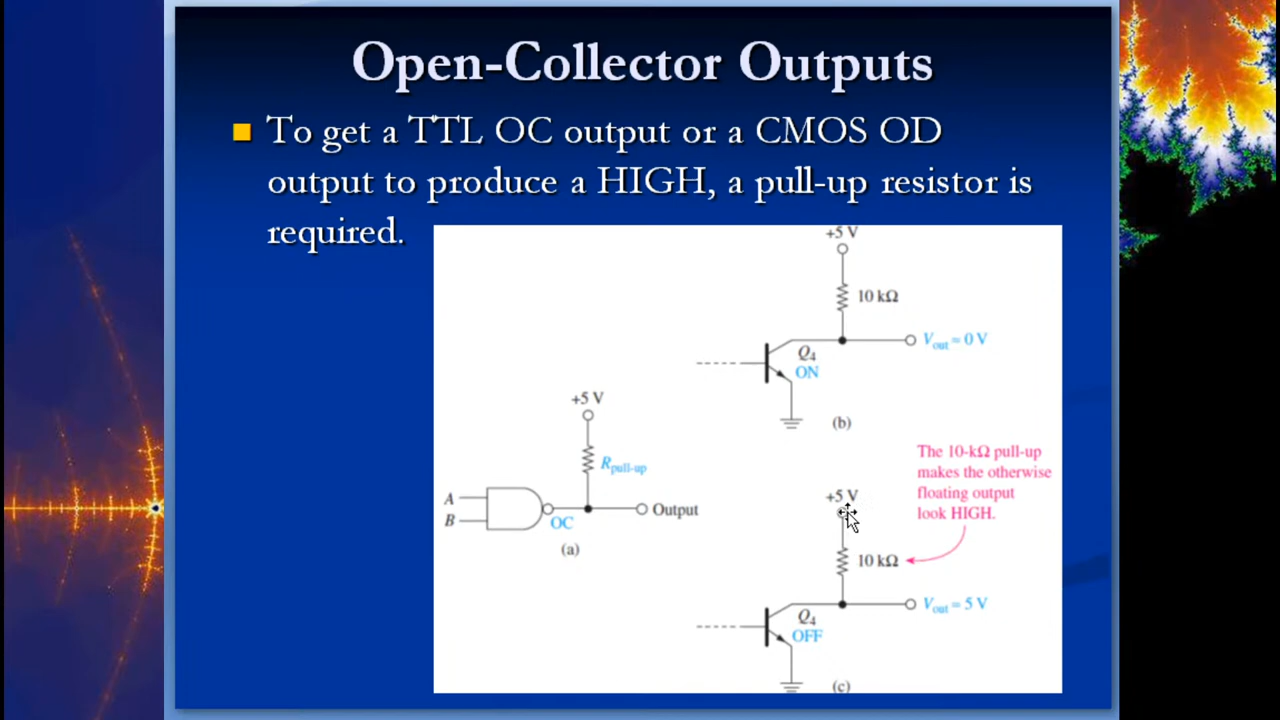 Open-Collector Outputs
To get a TTL OC output or a CMOS OD
output to produce a HIGH, a pull-up resistor is
required.
+5 V
10 kΩ
Vout = 0 V
Q4
ON
(b)
+5 V
Rpull-up
A
B
OC
Output
(a)
The 10-kΩ pull-up
makes the otherwise
floating output
look HIGH.
+5 V
10 kΩ
Vout = 5 V
Q4
OFF
(c)